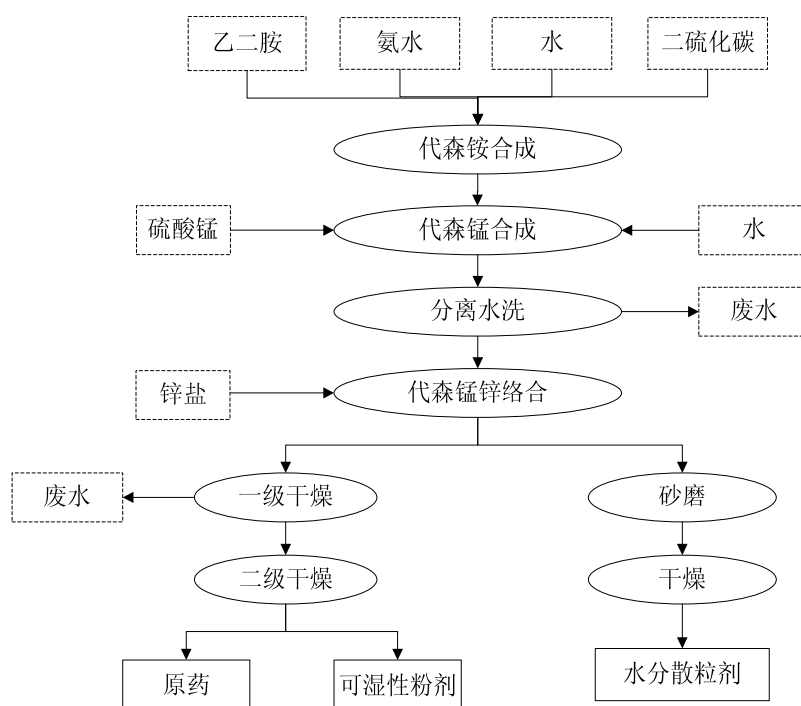 乙二胺
氨水
水
二硫化碳
代森铵合成
硫酸锰
代森锰合成
水
分离水洗
废水
锌盐
代森锰锌络合
废水
一级干燥
砂磨
二级干燥
干燥
原药
可湿性粉剂
水分散粒剂